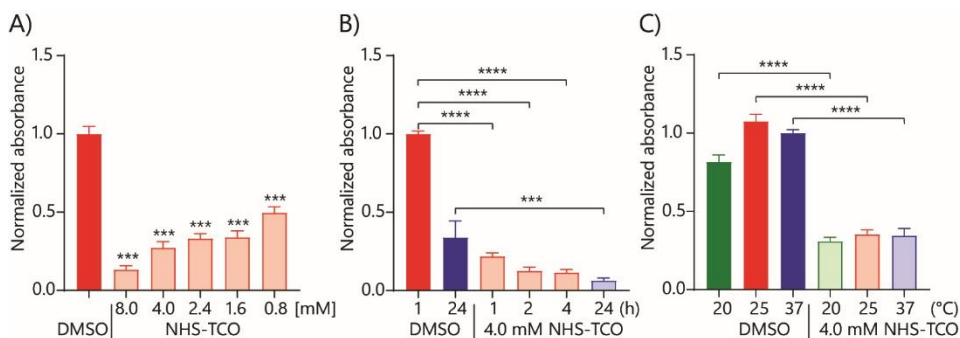 A)
Normalized absorbance
1.5
1.0
0.5
0.0
***
***
***
***
***
8.0 4.0 2.4 1.6 0.8 [mM]
DMSO NHS-TCO
B)
Normalized absorbance
1.5
1.0
0.5
0.0
****
****
****
***
1 24 1 2 4 24 (h)
DMSO 4.0 mM NHS-TCO
C)
Normalized absorbance
1.5
1.0
0.5
0.0
****
****
****
20 25 37 20 25 37 (°C)
DMSO 4.0 mM NHS-TCO